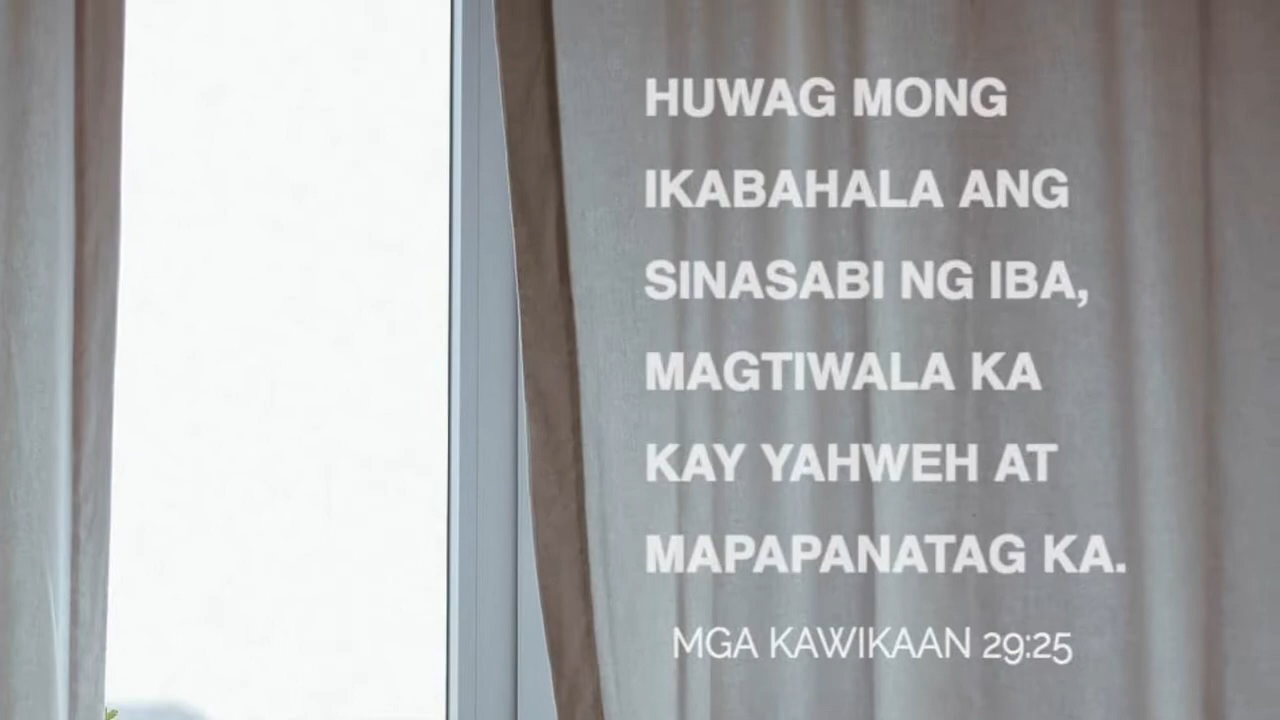 HUWAG MONG
IKABAHALA ANG
SINASABI NG IBA,
MAGTIWALA KA
KAY YAHWEH AT
MAPAPANATAG KA.
MGA KAWIKAAN 29:25